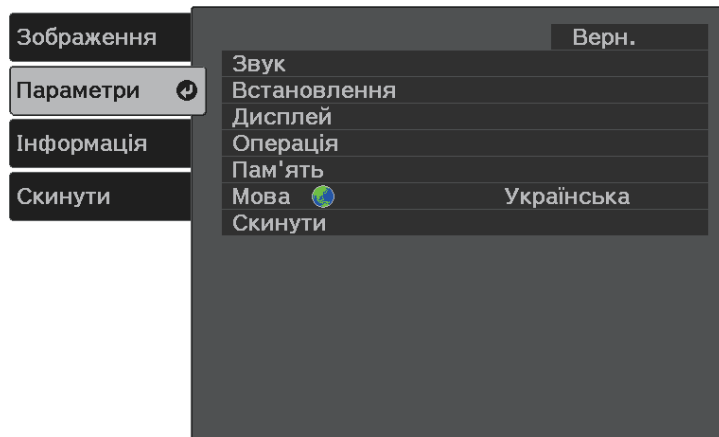 Зображення
Параметри
Інформація
Скинути
Верн.
Звук
Встановлення
Дисплей
Операція
Пам'ять
Мова Українська
Скинути